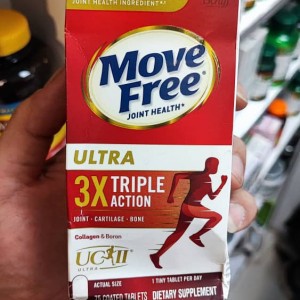 JOINT HEALTH INGREDIENT*
Move
Free®
JOINT HEALTH*
ULTRA
3X TRIPLE
ACTION
JOINT • CARTILAGE • BONE
Collagen & Boron
UC-II
ULTRA
ACTUAL SIZE
1 TINY TABLET PER DAY
75 COATED TABLETS
DIETARY SUPPLEMENT